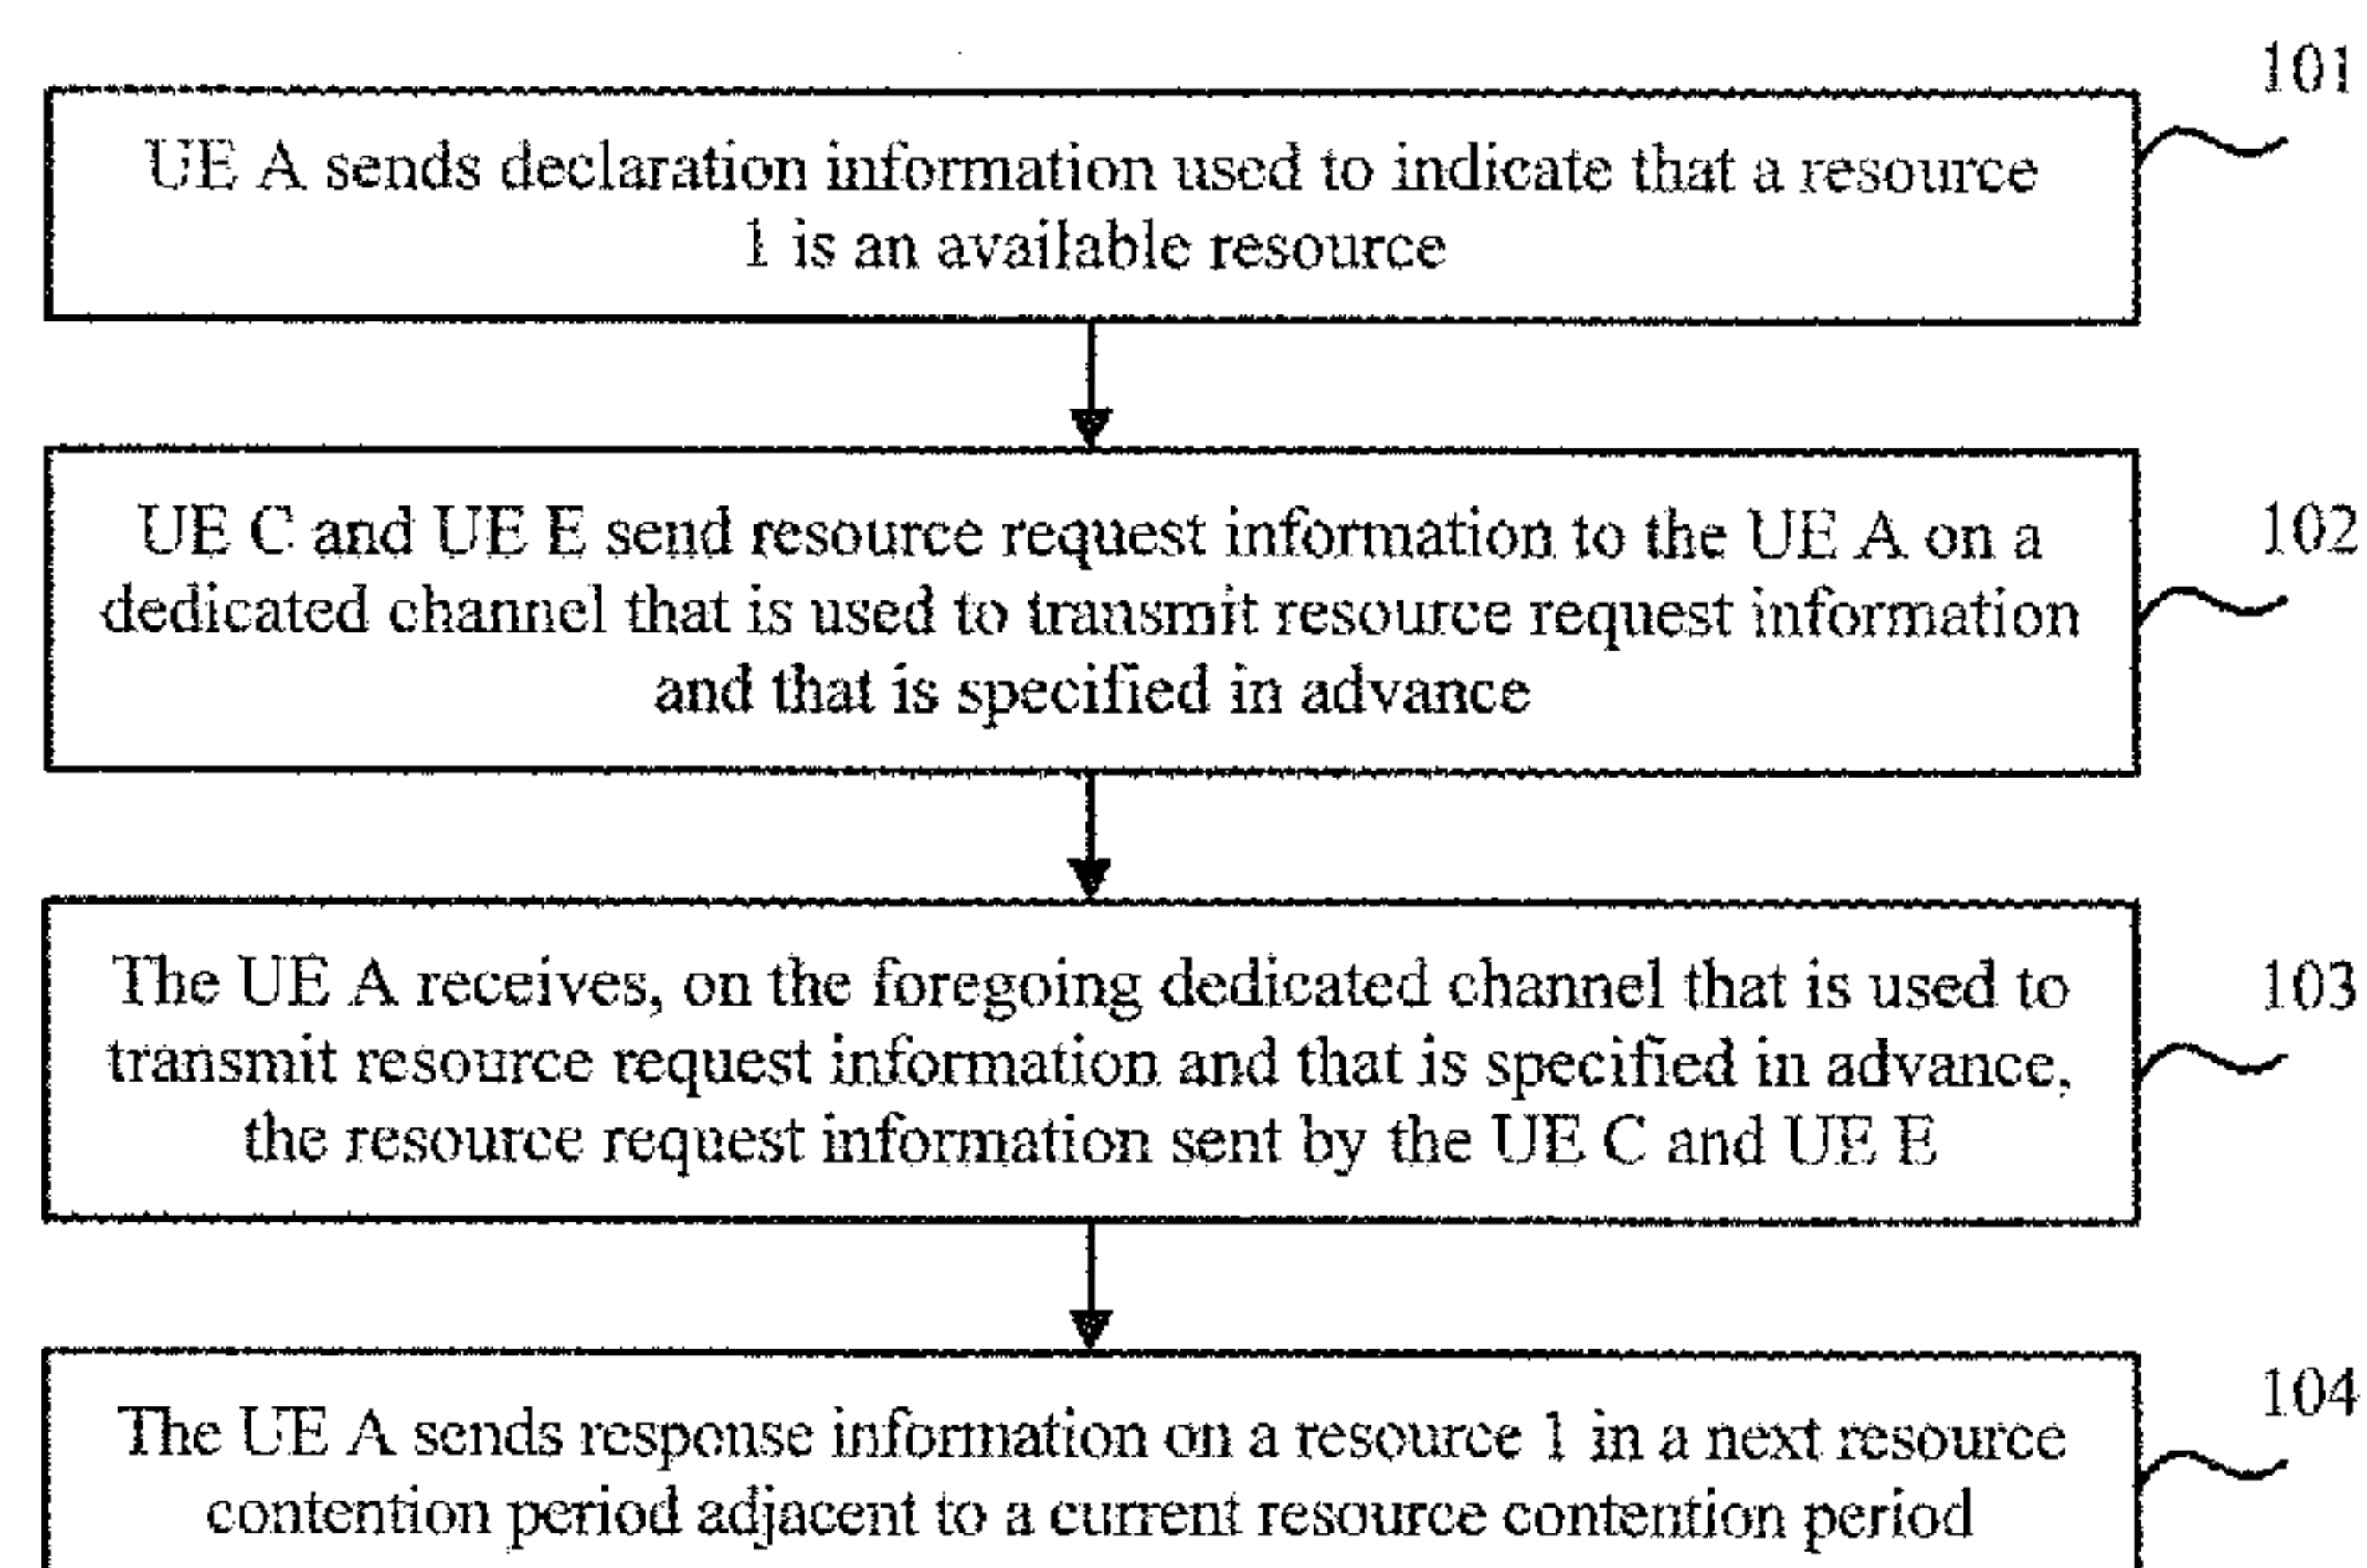 101
UE A sends declaration information used to indicate that a resource
1 is an available resource
102
UE C and UE E send resource request information to the UE A on a
dedicated channel that is used to transmit resource request information
and that is specified in advance
103
The UE A receives, on the foregoing dedicated channel that is used to
transmit resource request information and that is specified in advance,
the resource request information sent by the UE C and UE E
104
The UE A sends response information on a resource 1 in a next resource
contention period adjacent to a current resource contention period